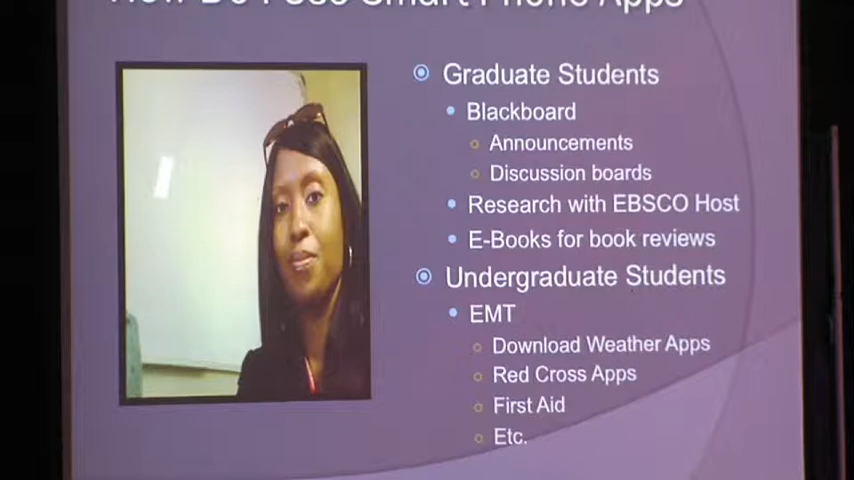 How Do I Use Smart Phone Apps
Graduate Students
Blackboard
Announcements
Discussion boards
Research with EBSCO Host
E-Books for book reviews
Undergraduate Students
EMT
Download Weather Apps
Red Cross Apps
First Aid
Etc.